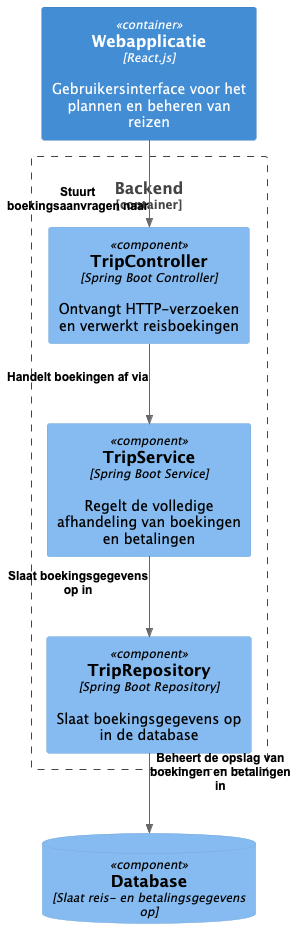 «container»
Webapplicatie
[React.js]
Gebruikersinterface voor het
plannen en beheren van
reizen
Stuurt
boekingsaanvragen naar
Backend
[container]
«component»
TripController
[Spring Boot Controller]
Ontvangt HTTP-verzoeken
en verwerkt reisboekingen
Handelt boekingen af via
«component»
TripService
[Spring Boot Service]
Regelt de volledige
afhandeling van boekingen
en betalingen
Slaat boekingsgegevens
op in
«component»
TripRepository
[Spring Boot Repository]
Slaat boekingsgegevens op
in de database
Beheert de opslag van
boekingen en betalingen
in
«component»
Database
[Slaat reis- en betalingsgegevens
op]